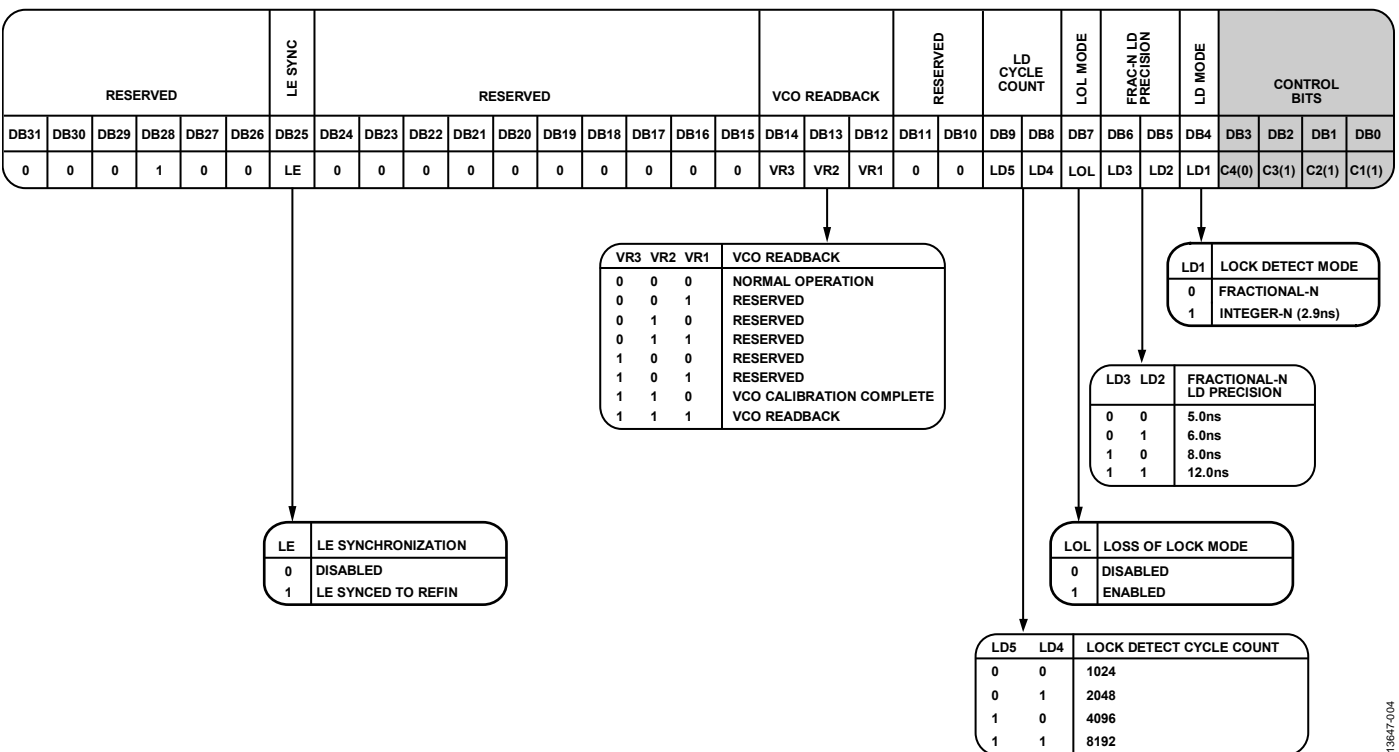 RESERVED LE SYNC RESERVED VCO READBACK RESERVED LD CYCLE COUNT LOL MODE FRAC-N LD PRECISION LD MODE CONTROL BITS
DB31 DB30 DB29 DB28 DB27 DB26 DB25 DB24 DB23 DB22 DB21 DB20 DB19 DB18 DB17 DB16 DB15 DB14 DB13 DB12 DB11 DB10 DB9 DB8 DB7 DB6 DB5 DB4 DB3 DB2 DB1 DB0
0 0 0 1 0 0 LE 0 0 0 0 0 0 0 0 0 0 VR3 VR2 VR1 0 0 LD5 LD4 LOL LD3 LD2 LD1 C4(0) C3(1) C2(1) C1(1)
VR3 VR2 VR1 VCO READBACK
0 0 0 NORMAL OPERATION
0 0 1 RESERVED
0 1 0 RESERVED
0 1 1 RESERVED
1 0 0 RESERVED
1 0 1 RESERVED
1 1 0 VCO CALIBRATION COMPLETE
1 1 1 VCO READBACK
LD1 LOCK DETECT MODE
0 FRACTIONAL-N
1 INTEGER-N (2.9ns)
LD3 LD2 FRACTIONAL-N
LD PRECISION
0 0 5.0ns
0 1 6.0ns
1 0 8.0ns
1 1 12.0ns
LE LE SYNCHRONIZATION
0 DISABLED
1 LE SYNCED TO REFIN
LOL LOSS OF LOCK MODE
0 DISABLED
1 ENABLED
LD5 LD4 LOCK DETECT CYCLE COUNT
0 0 1024
0 1 2048
1 0 4096
1 1 8192
13647-004